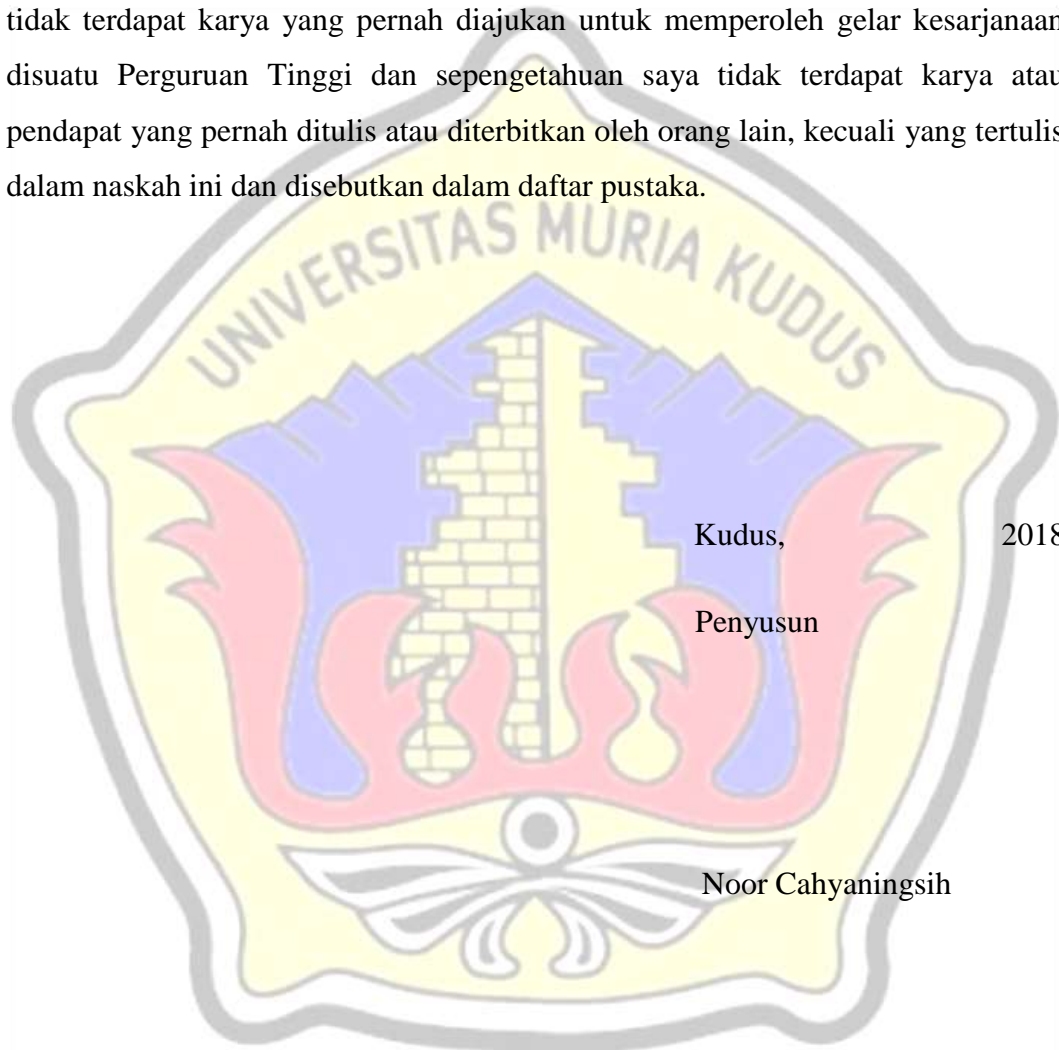 tidak terdapat karya yang pernah diajukan untuk memperoleh gelar kesarjanaan
disuatu Perguruan Tinggi dan sepengetahuan saya tidak terdapat karya atau
pendapat yang pernah ditulis atau diterbitkan oleh orang lain, kecuali yang tertulis
dalam naskah ini dan disebutkan dalam daftar pustaka.
UNIVERSITAS MURIA KUDUS
Kudus, 2018
Penyusun
Noor Cahyaningsih